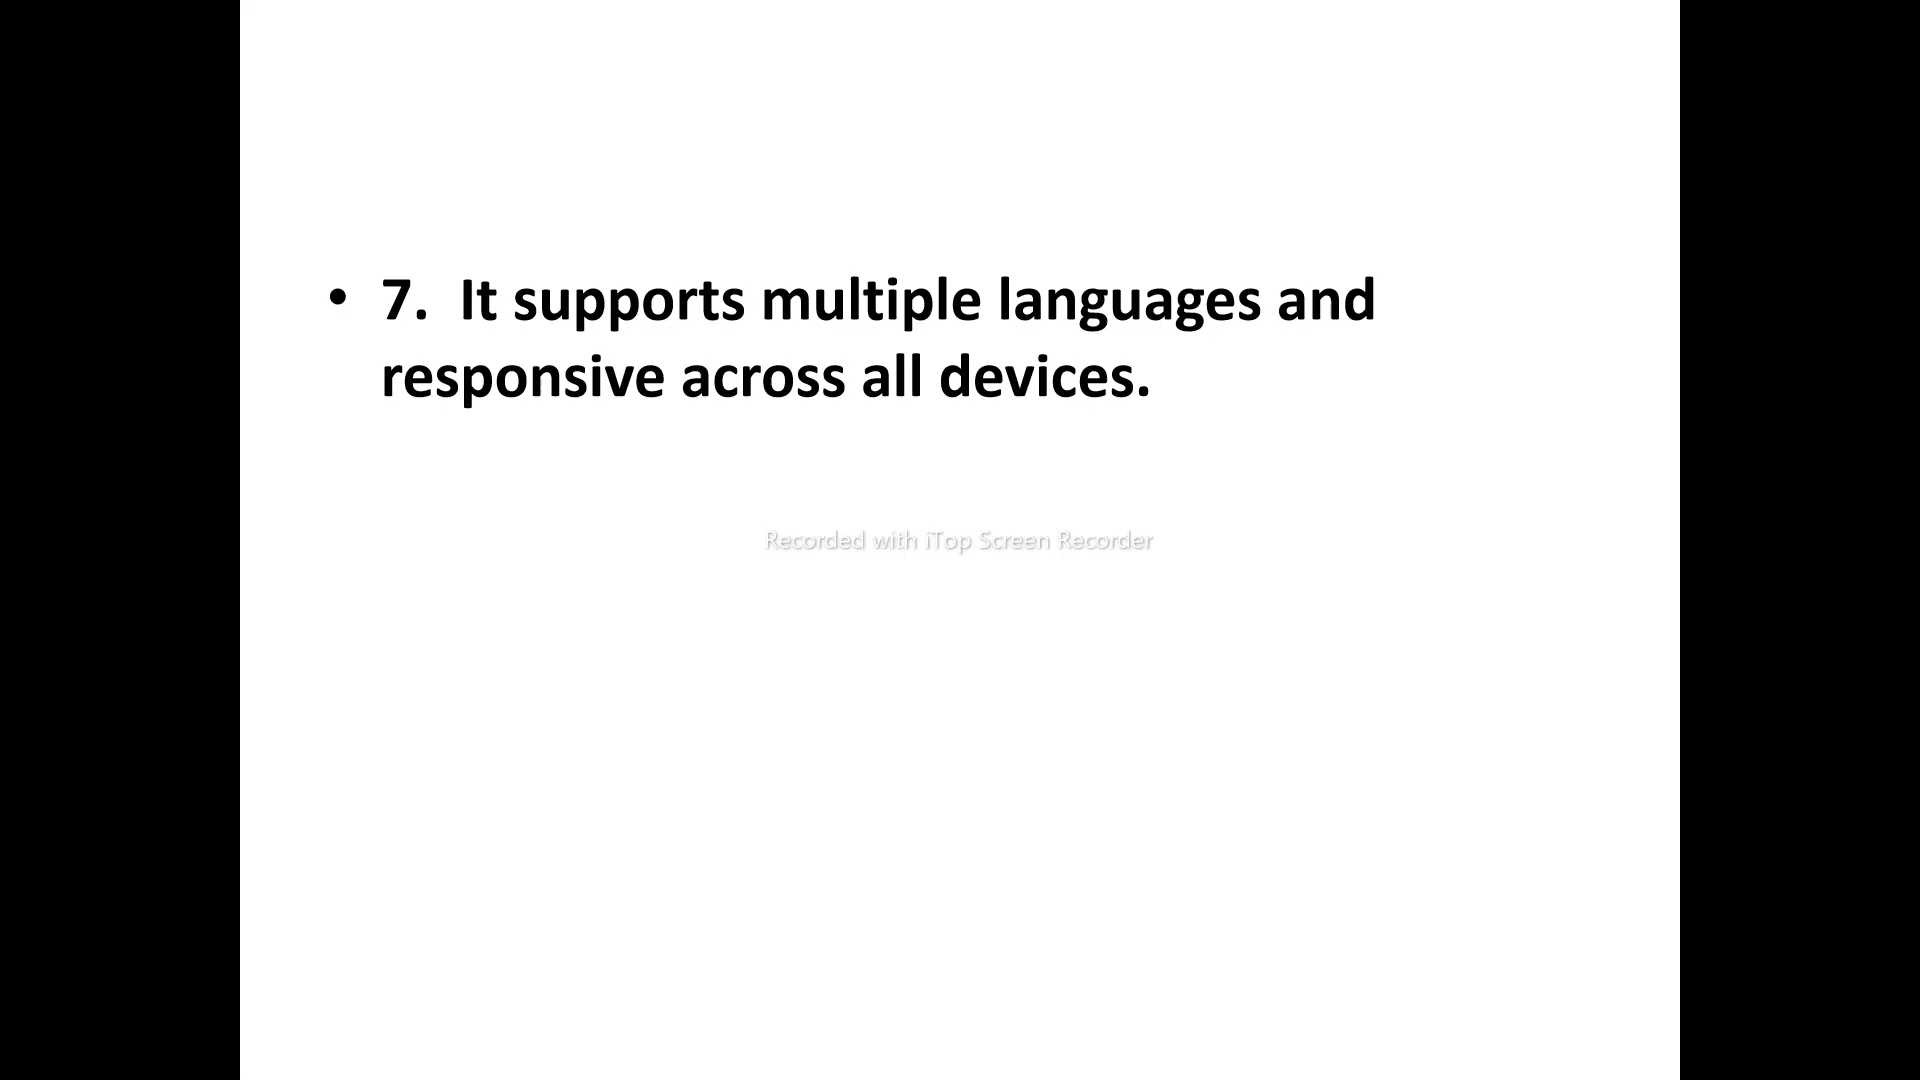 • 7.  It supports multiple languages and
responsive across all devices.
Recorded with iTop Screen Recorder